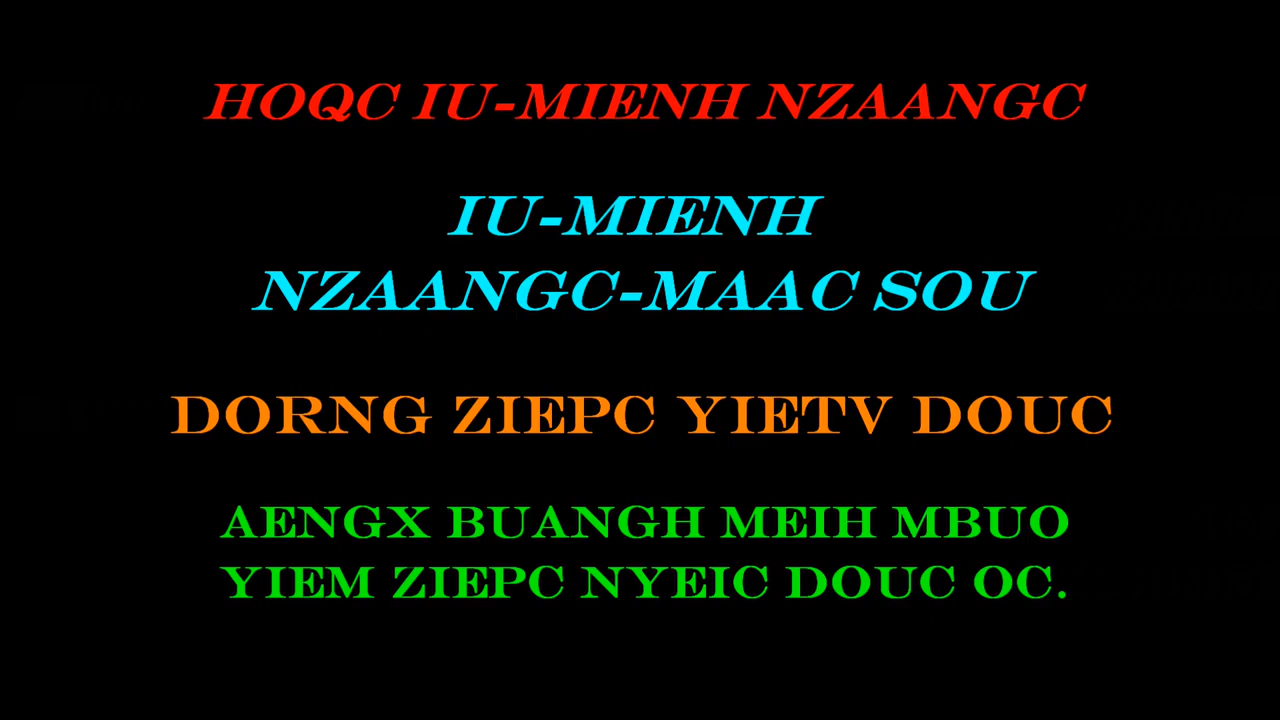 HOQC IU-MIENH NZAANGC
IU-MIENH
NZAANGC-MAAC SOU
DORNG ZIEPC YIETV DOUC
AENGX BUANGH MEIH MBUO
YIEM ZIEPC NYEIC DOUC OC.